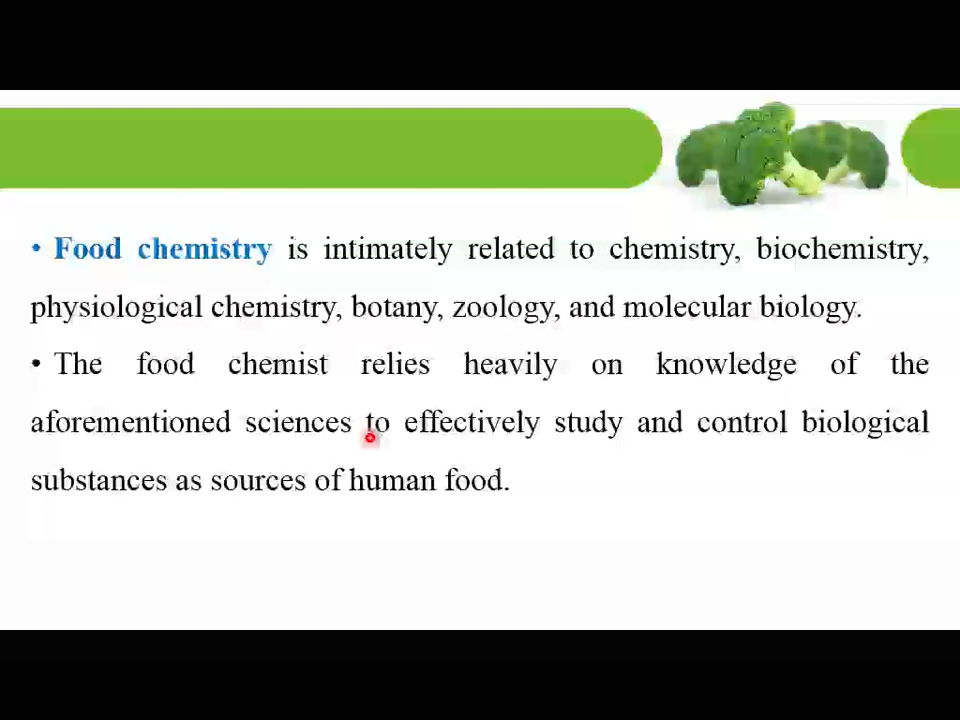 • Food chemistry is intimately related to chemistry, biochemistry,
physiological chemistry, botany, zoology, and molecular biology.
• The food chemist relies heavily on knowledge of the
aforementioned sciences to effectively study and control biological
substances as sources of human food.